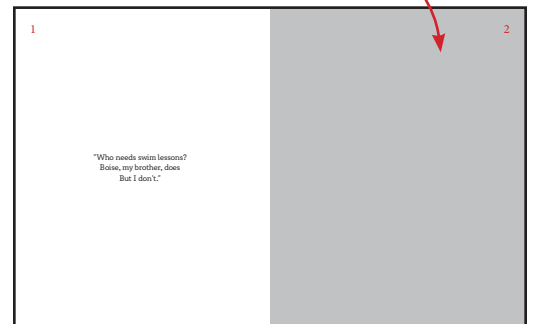 1
2
"Who needs swim lessons?
Boise, my brother, does
But I don't."